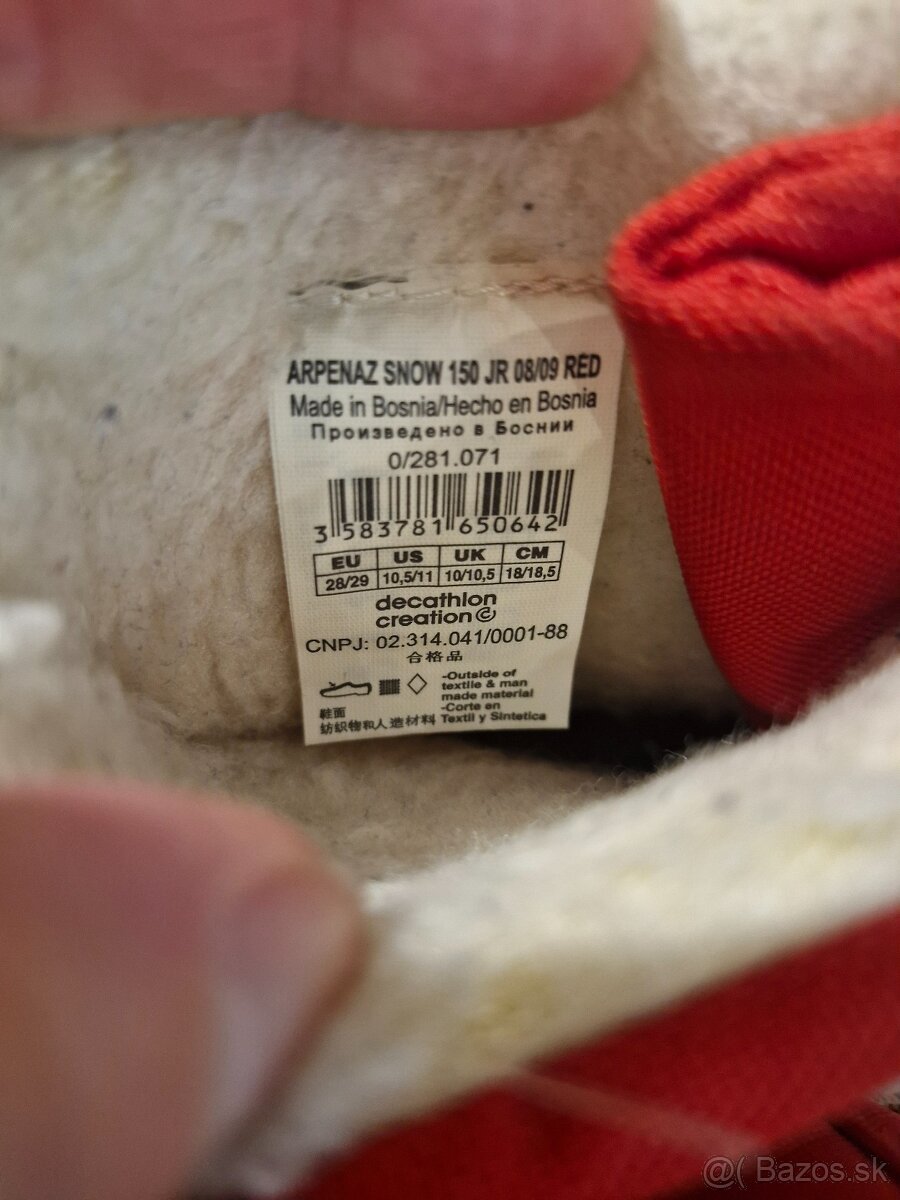 ARPENAZ SNOW 150 JR 08/09 RED
Made in Bosnia/Hecho en Bosnia
Произведено в Боснии
0/281.071
3 583781 650642
EU US UK CM
28/29 10,5/11 10/10,5 18/18,5
decathlon
creation
CNPJ: 02.314.041/0001-88
合格品
-Outside of
textile & man
made material
-Corte en
Textil y Sintetica
鞋面
纺织物和人造材料
@( Bazos.sk